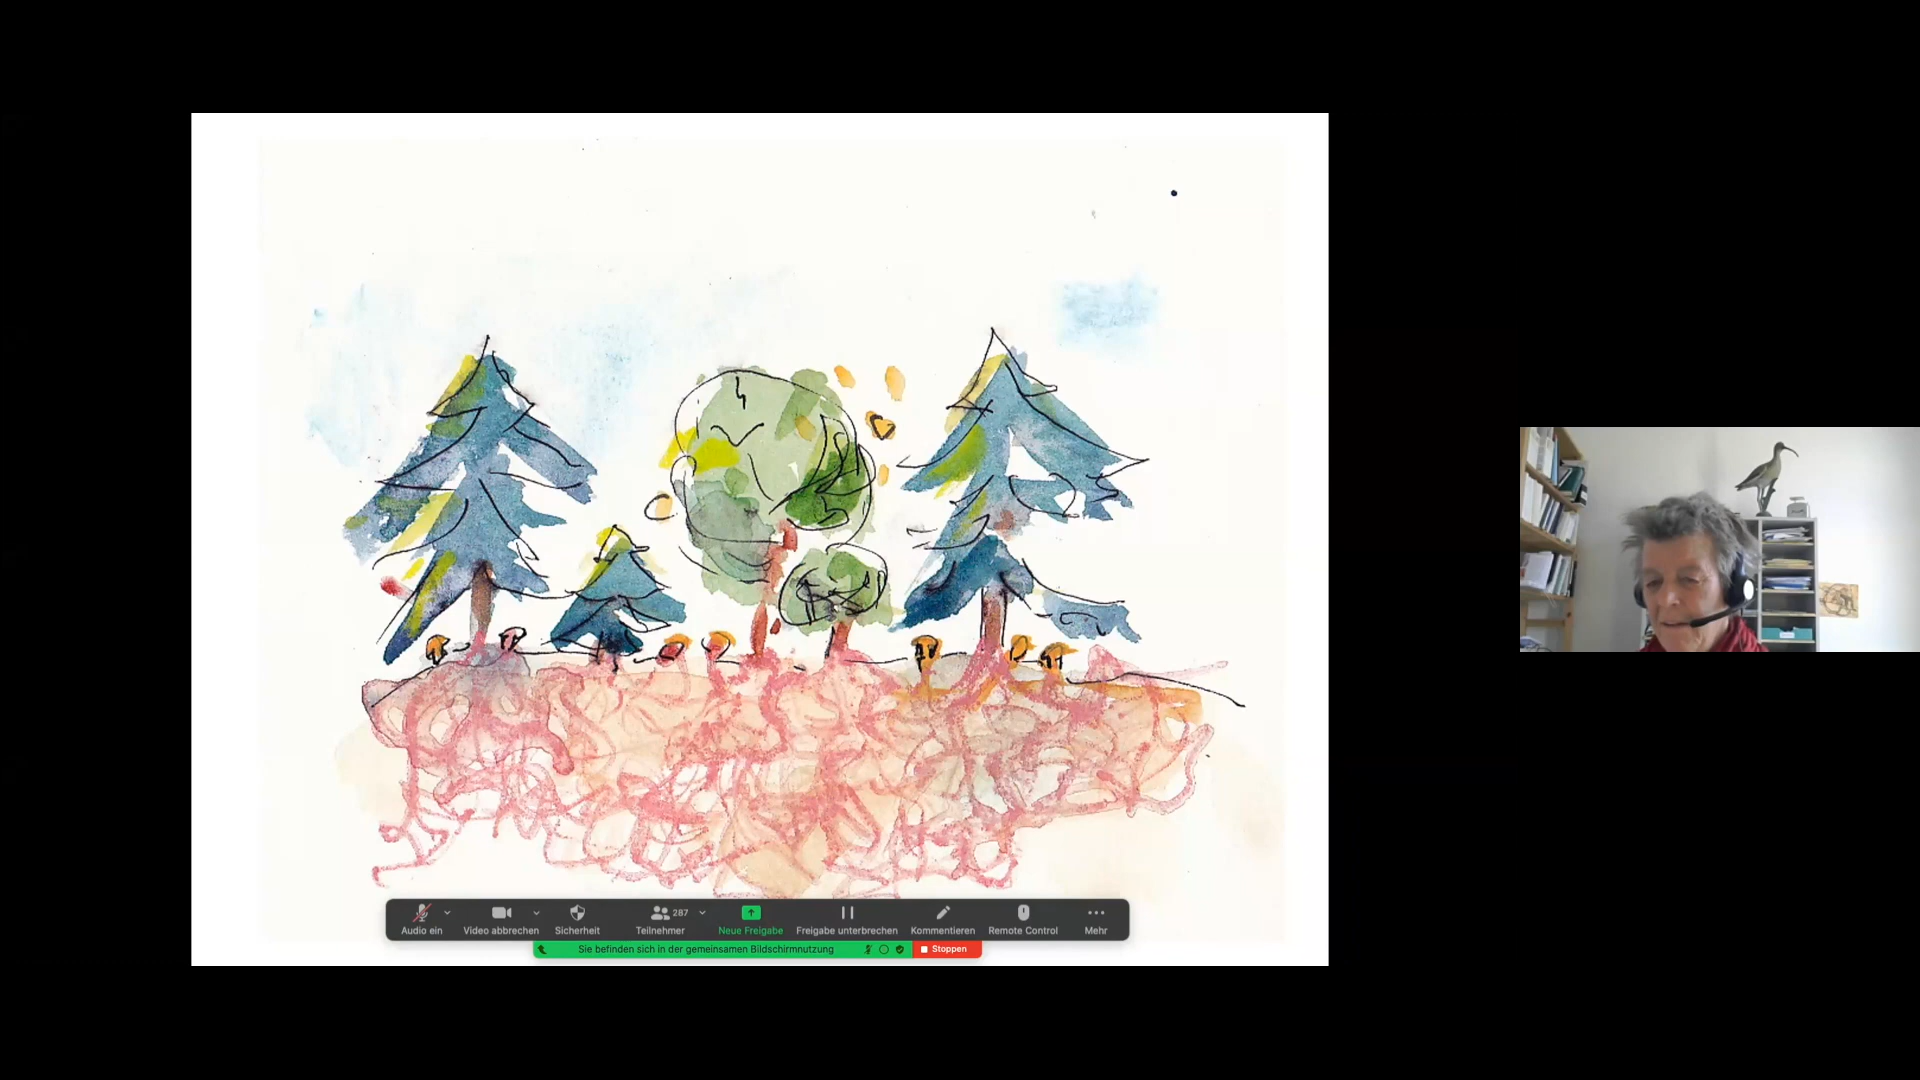 287
Audio ein Video abbrechen Sicherheit Teilnehmer Neue Freigabe Freigabe unterbrechen Kommentieren Remote Control Mehr
Sie befinden sich in der gemeinsamen Bildschirmnutzung Stoppen